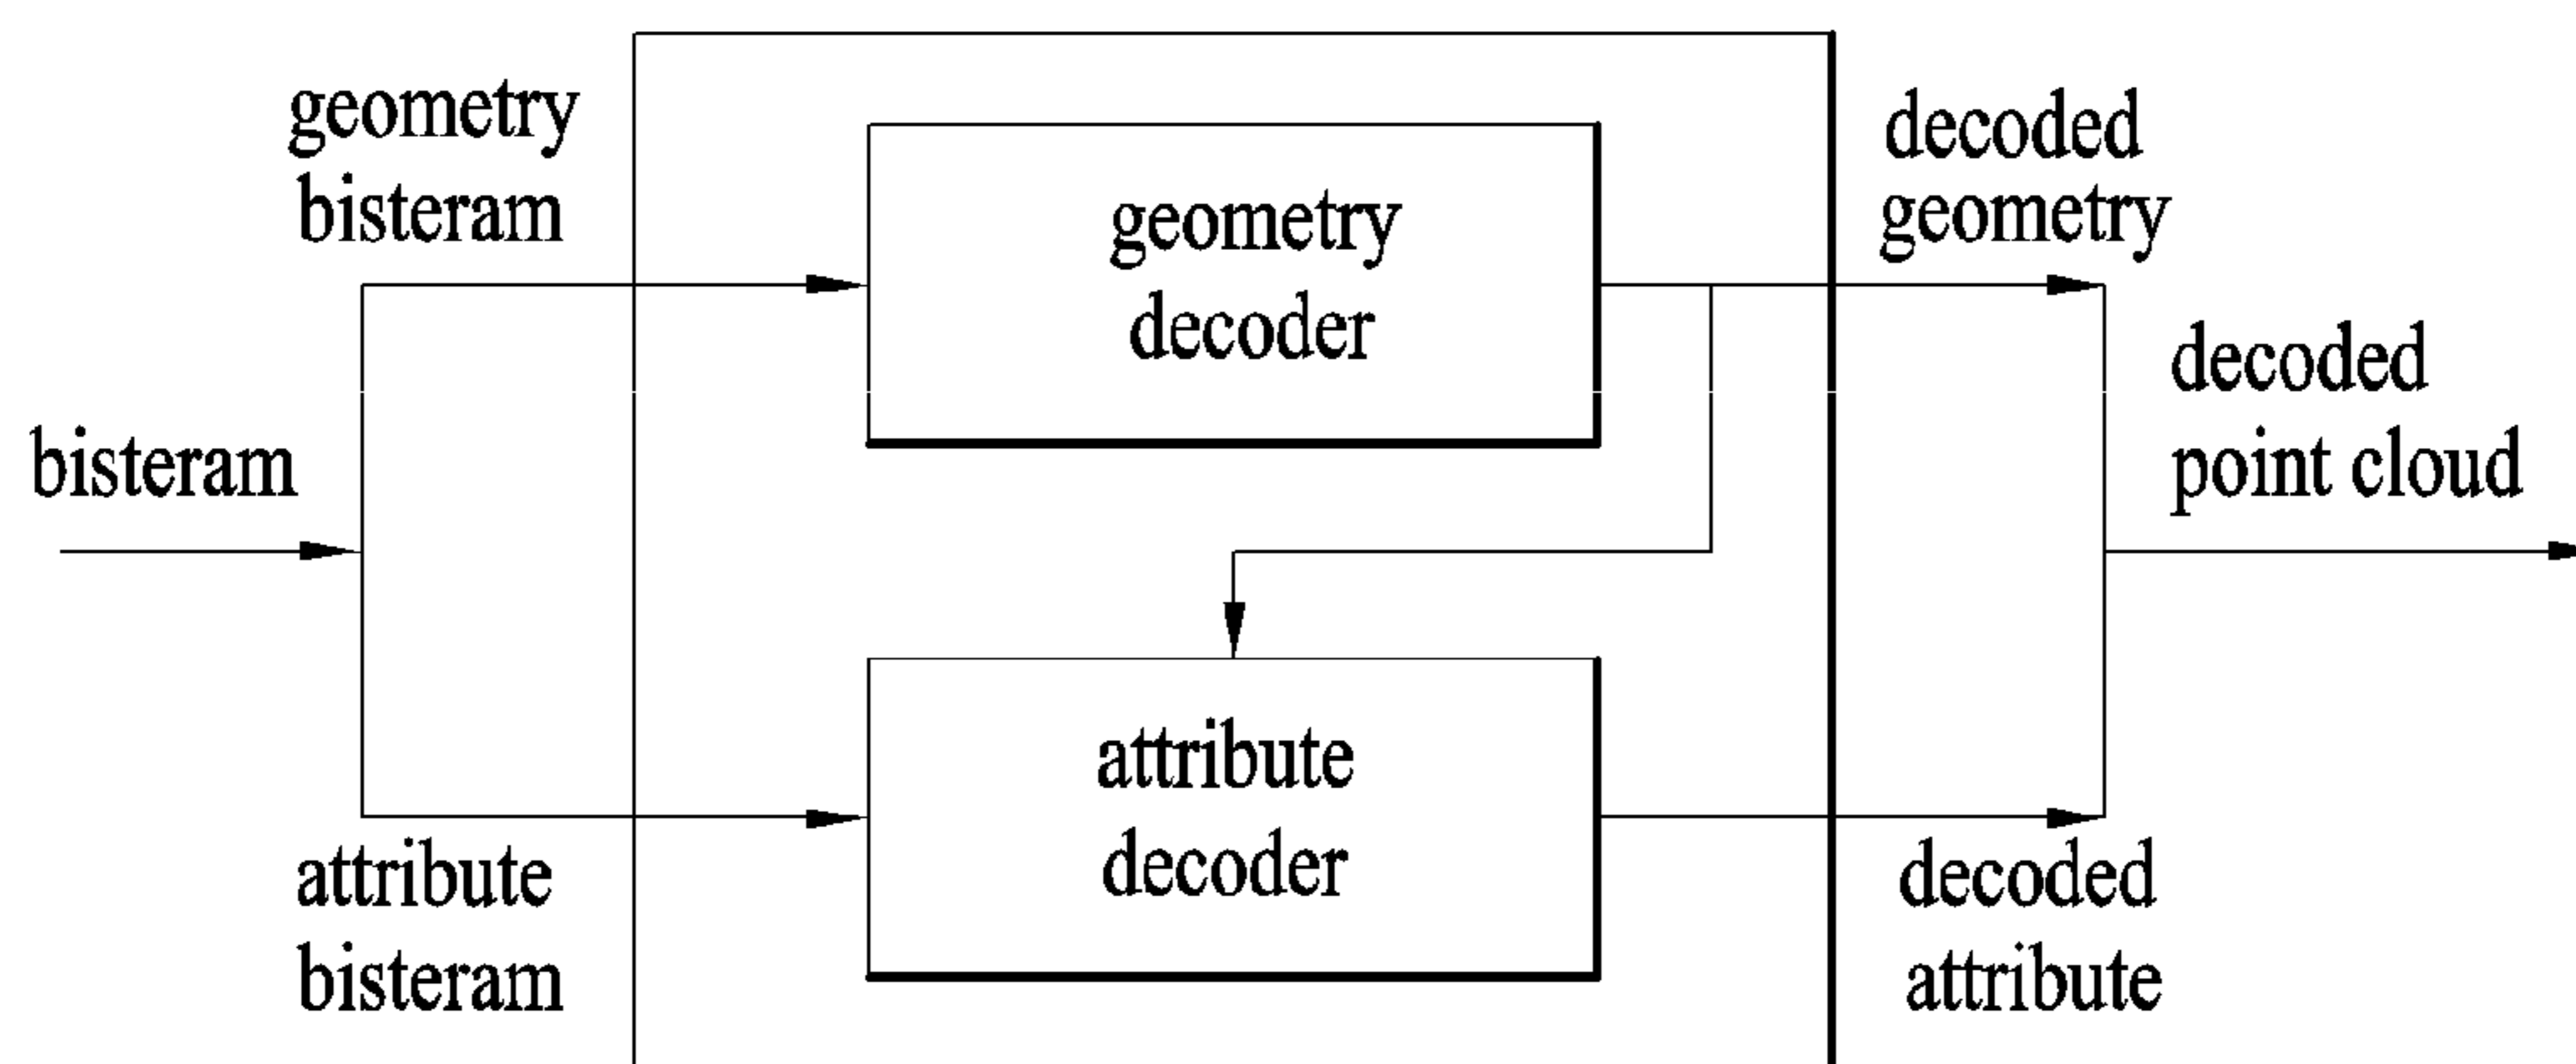 geometry
bisteram
bisteram
attribute
bisteram
geometry
decoder
attribute
decoder
decoded
geometry
decoded
point cloud
decoded
attribute